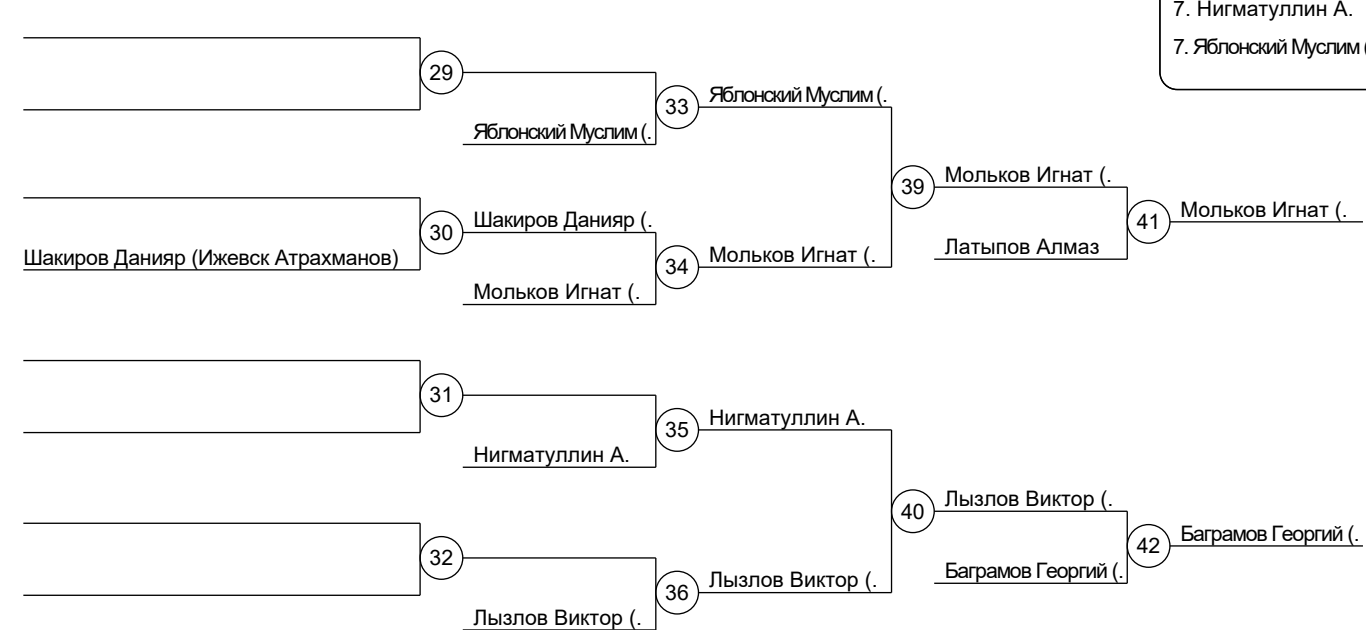 7. Нигматуллин А.
7. Яблонский Муслим (
29
Яблонский Муслим (.
33
Яблонский Муслим (.
Шакиров Данияр (Ижевск Атрахманов)
30
Шакиров Данияр (.
Мольков Игнат (.
34
Мольков Игнат (.
39
Мольков Игнат (.
Латыпов Алмаз
41
Мольков Игнат (.
31
Нигматуллин А.
35
Нигматуллин А.
32
Лызлов Виктор (.
36
Лызлов Виктор (.
40
Лызлов Виктор (.
Баграмов Георгий (.
42
Баграмов Георгий (.